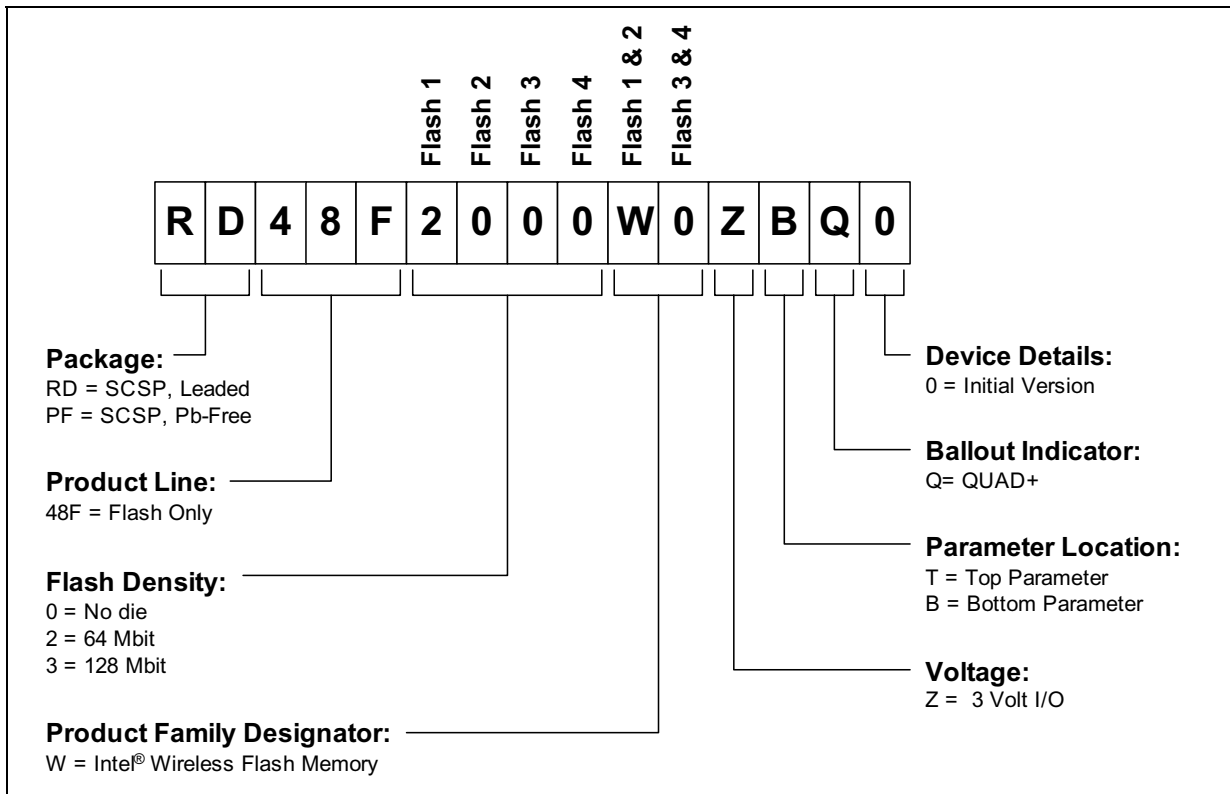 Flash 1
Flash 2
Flash 3
Flash 4
Flash 1 & 2
Flash 3 & 4
R D 4 8 F 2 0 0 0 W 0 Z B Q 0
Package:
RD = SCSP, Leaded
PF = SCSP, Pb-Free
Product Line:
48F = Flash Only
Flash Density:
0 = No die
2 = 64 Mbit
3 = 128 Mbit
Product Family Designator:
W = Intel® Wireless Flash Memory
Device Details:
0 = Initial Version
Ballout Indicator:
Q= QUAD+
Parameter Location:
T = Top Parameter
B = Bottom Parameter
Voltage:
Z = 3 Volt I/O